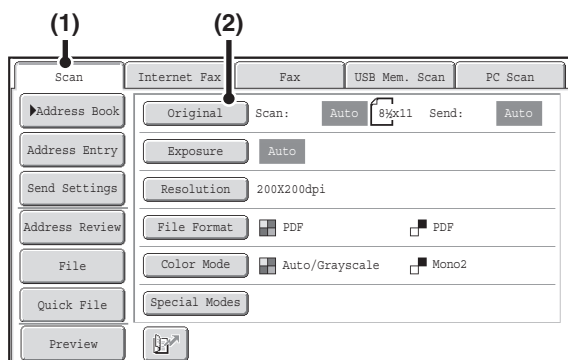 (1) (2)
Scan Internet Fax Fax USB Mem. Scan PC Scan
Address Book Original Scan: Auto 8½x11 Send: Auto
Address Entry Exposure Auto
Send Settings Resolution 200X200dpi
Address Review File Format PDF PDF
File Color Mode Auto/Grayscale Mono2
Quick File Special Modes
Preview